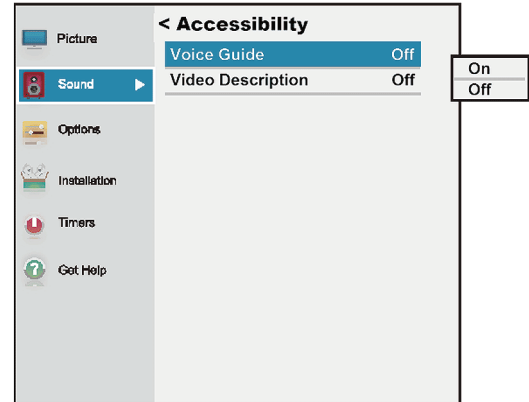 Picture
Sound
Options
Installation
Timers
Get Help
< Accessibility
Voice Guide Off
Video Description Off
On
Off